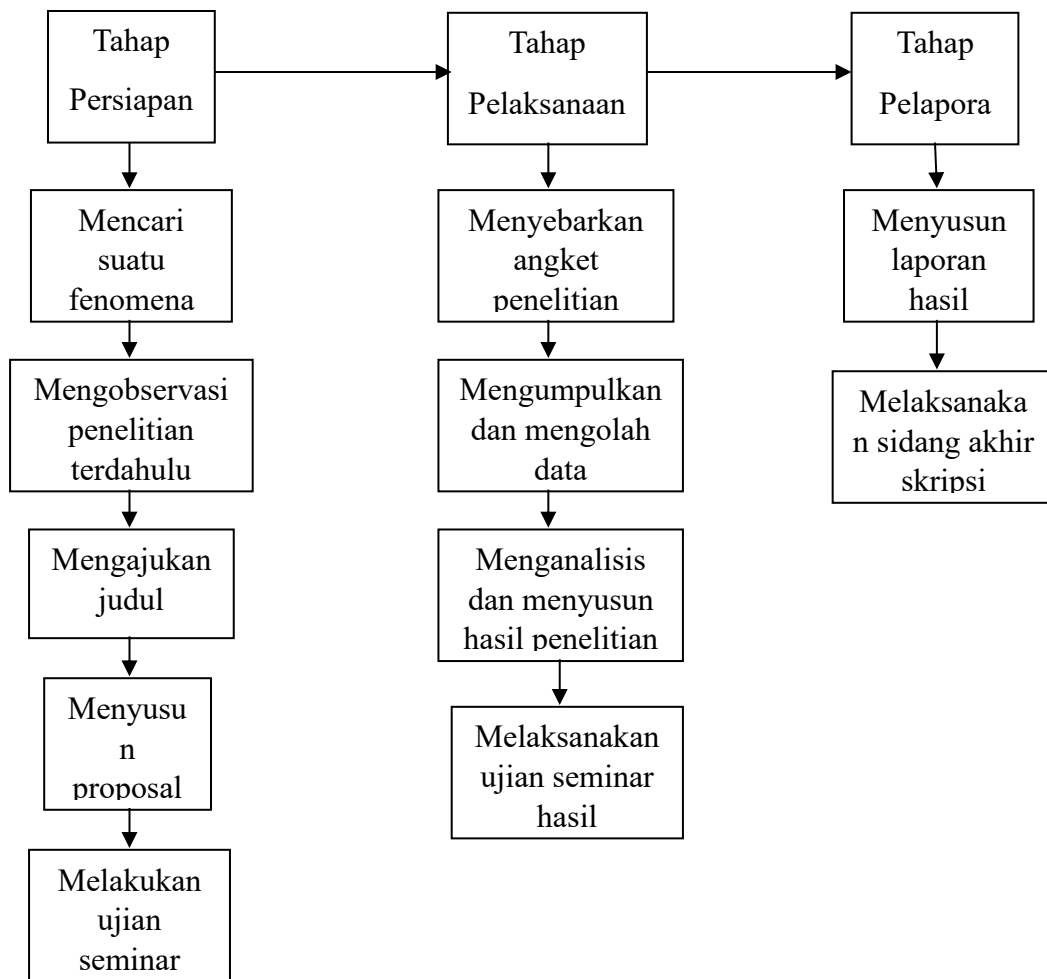 Tahap
Persiapan
Tahap
Pelaksanaan
Tahap
Pelapora
Mencari
suatu
fenomena
Mengobservasi
penelitian
terdahulu
Mengajukan
judul
Menyusu
n
proposal
Melakukan
ujian
seminar
Menyebarkan
angket
penelitian
Mengumpulkan
dan mengolah
data
Menganalisis
dan menyusun
hasil penelitian
Melaksanakan
ujian seminar
hasil
Menyusun
laporan
hasil
Melaksanaka
n sidang akhir
skripsi